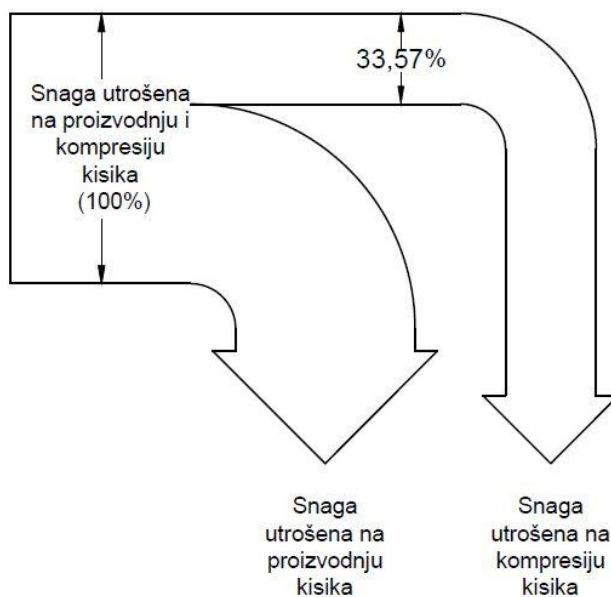 33,57%
Snaga utrošena
na proizvodnju i
kompresiju
kisika
(100%)
Snaga
utrošena na
proizvodnju
kisika
Snaga
utrošena na
kompresiju
kisika